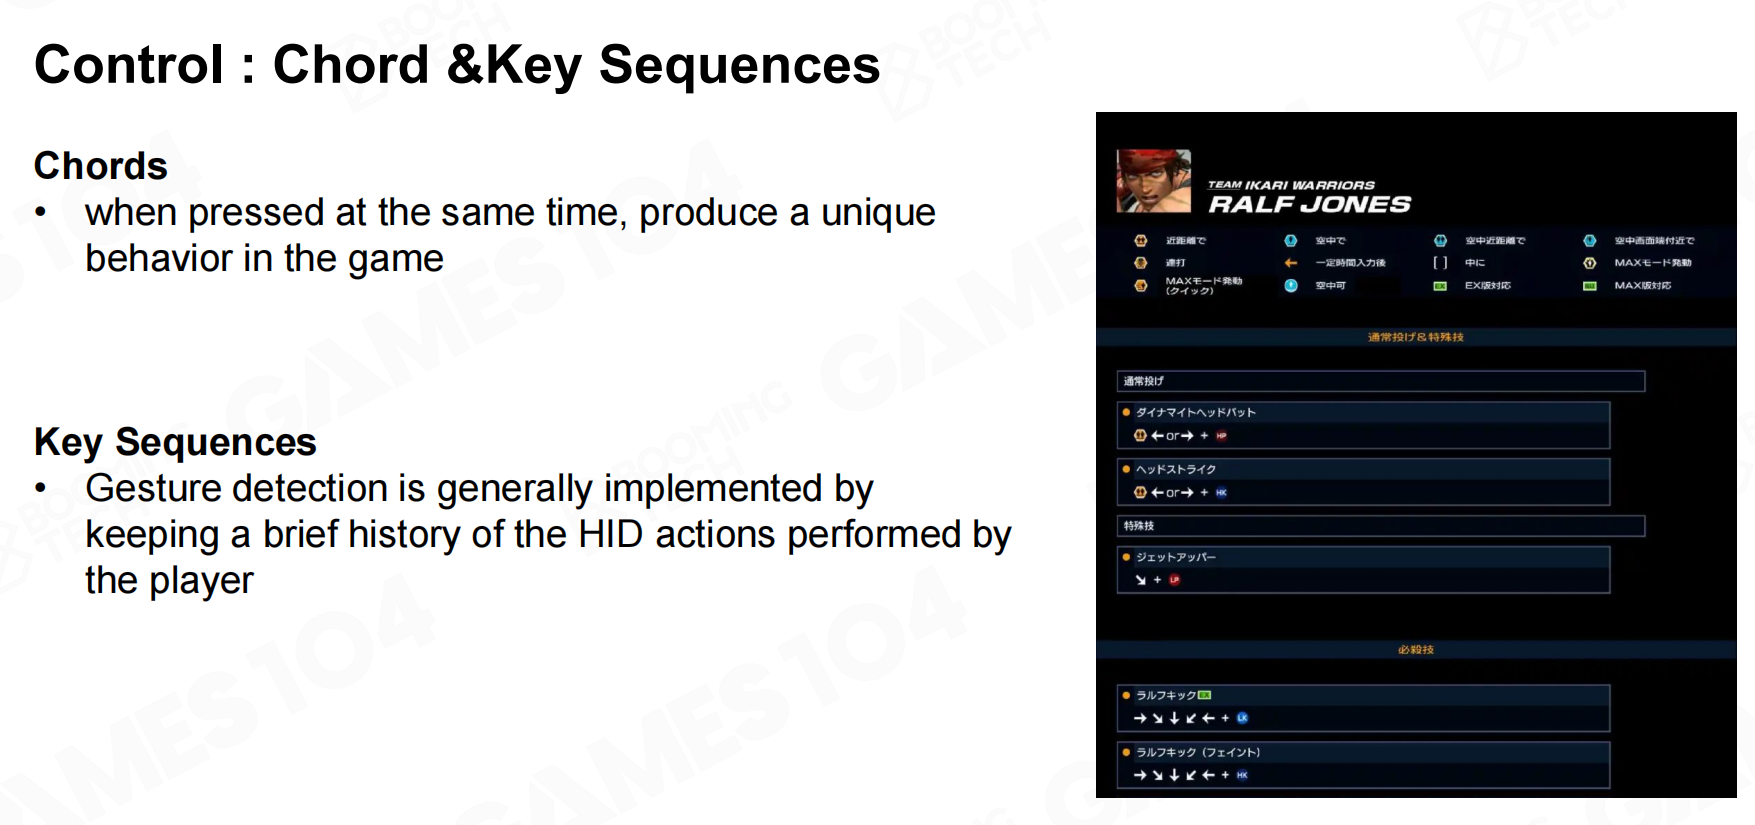 Control : Chord &Key Sequences
Chords
• when pressed at the same time, produce a unique
behavior in the game
Key Sequences
• Gesture detection is generally implemented by
keeping a brief history of the HID actions performed by
the player
TEAM IKARI WARRIORS
RALF JONES
近距離で 空中で 空中近距離で 空中画面端付近で
連打 ← 一定時間入力後 [ ] 中に MAXモード発動
MAXモード発動
(クイック) 空中可 EX EX版対応 MAX MAX版対応
通常投げ&特殊技
通常投げ
● ダイナマイトヘッドバット
←or→ + HP
● ヘッドストライク
←or→ + HK
特殊技
● ジェットアッパー
↘ + LP
必殺技
● ラルフキック EX
→↘↓↙← + LK
● ラルフキック (フェイント)
→↘↓↙← + HK
BOOMING
TECH
GAMES104